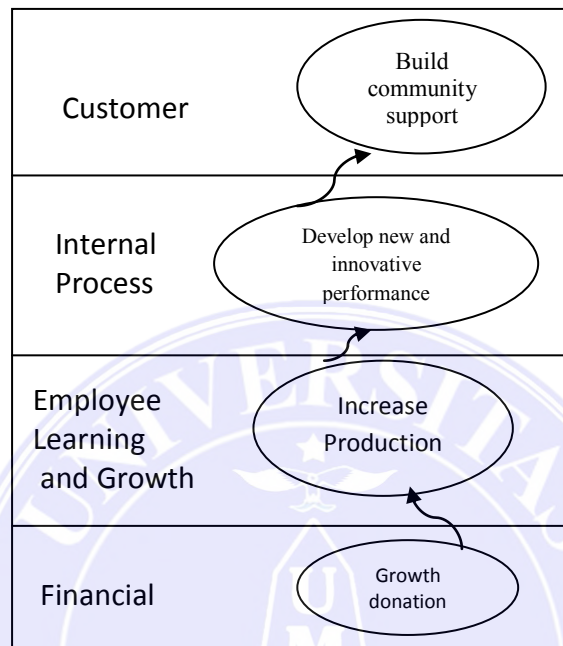 Customer
Build
community
support
Internal
Process
Develop new and
innovative
performance
Employee
Learning
and Growth
Increase
Production
Financial
Growth
donation
UNIVERSITAS
U
M